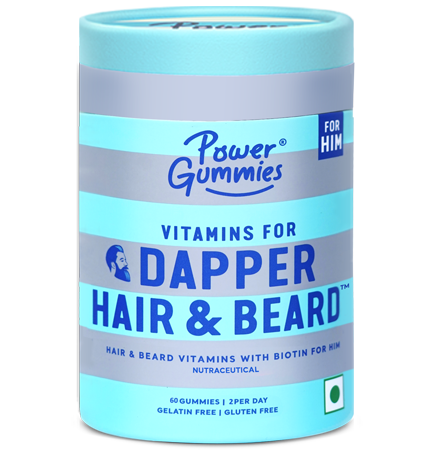 Power
Power®
Gummies
FOR
HIM
VITAMINS FOR
DAPPER
HAIR & BEARD™
HAIR & BEARD VITAMINS WITH BIOTIN FOR HIM
NUTRACEUTICAL
60 GUMMIES | 2 PER DAY
GELATIN FREE | GLUTEN FREE